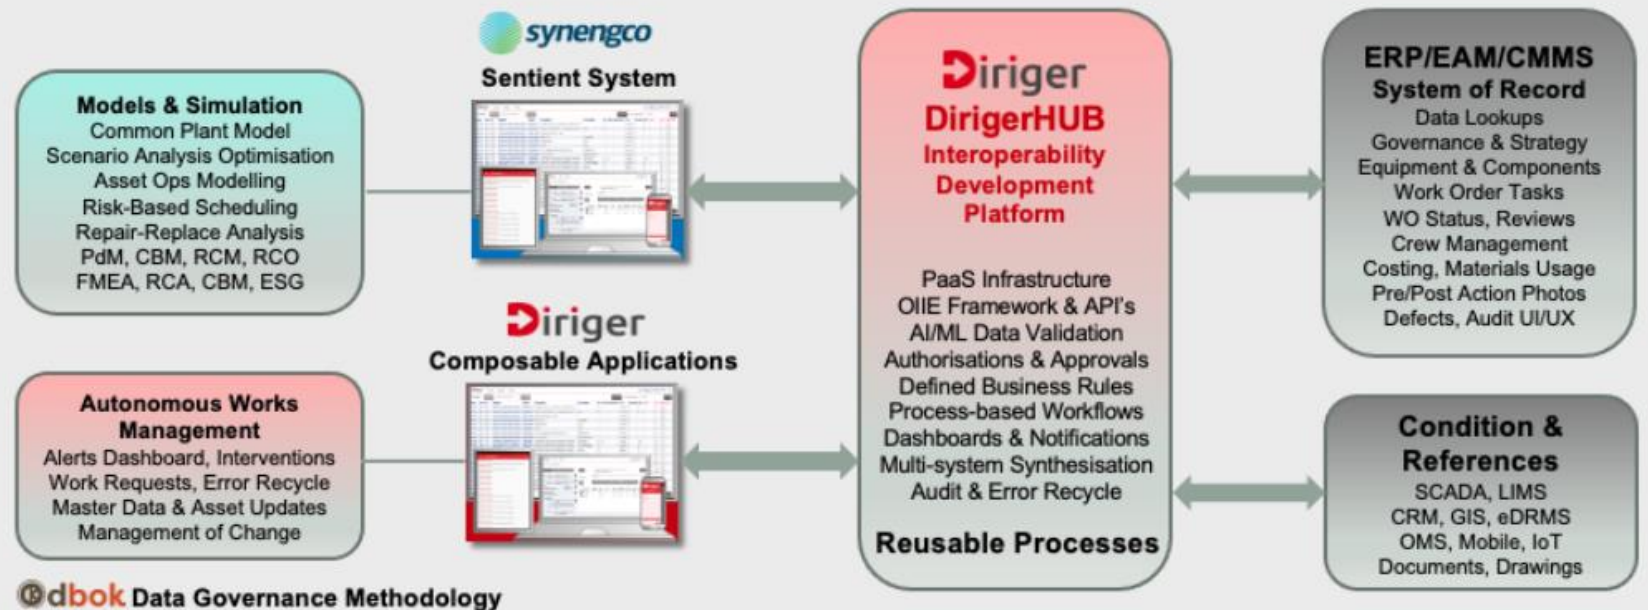 synengco
Sentient System
Models & Simulation
Common Plant Model
Scenario Analysis Optimisation
Asset Ops Modelling
Risk-Based Scheduling
Repair-Replace Analysis
PdM, CBM, RCM, RCO
FMEA, RCA, CBM, ESG
Diriger
Composable Applications
Autonomous Works
Management
Alerts Dashboard, Interventions
Work Requests, Error Recycle
Master Data & Asset Updates
Management of Change
dbok Data Governance Methodology
Diriger
DirigerHUB
Interoperability
Development
Platform
PaaS Infrastructure
OIIE Framework & API's
AI/ML Data Validation
Authorisations & Approvals
Defined Business Rules
Process-based Workflows
Dashboards & Notifications
Multi-system Synthesisation
Audit & Error Recycle
Reusable Processes
ERP/EAM/CMMS
System of Record
Data Lookups
Governance & Strategy
Equipment & Components
Work Order Tasks
WO Status, Reviews
Crew Management
Costing, Materials Usage
Pre/Post Action Photos
Defects, Audit UI/UX
Condition &
References
SCADA, LIMS
CRM, GIS, eDRMS
OMS, Mobile, IoT
Documents, Drawings